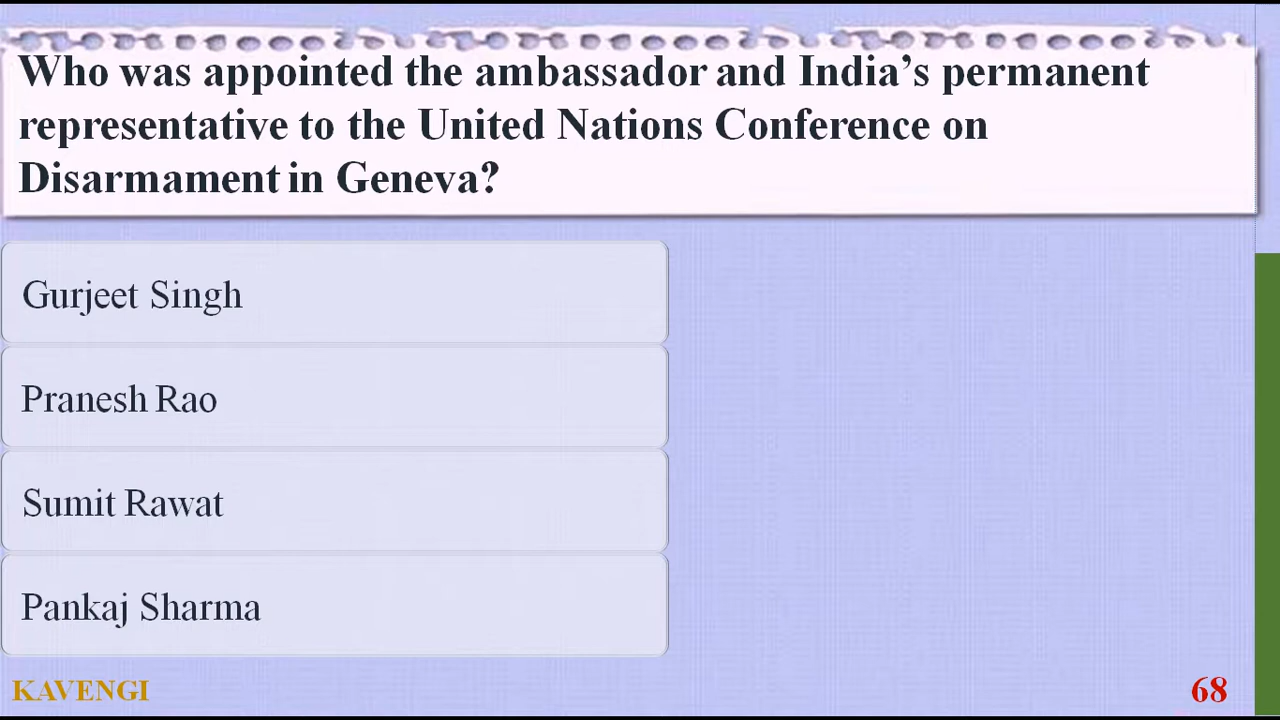 Who was appointed the ambassador and India’s permanent
representative to the United Nations Conference on
Disarmament in Geneva?
Gurjeet Singh
Pranesh Rao
Sumit Rawat
Pankaj Sharma
KAVENGI
68